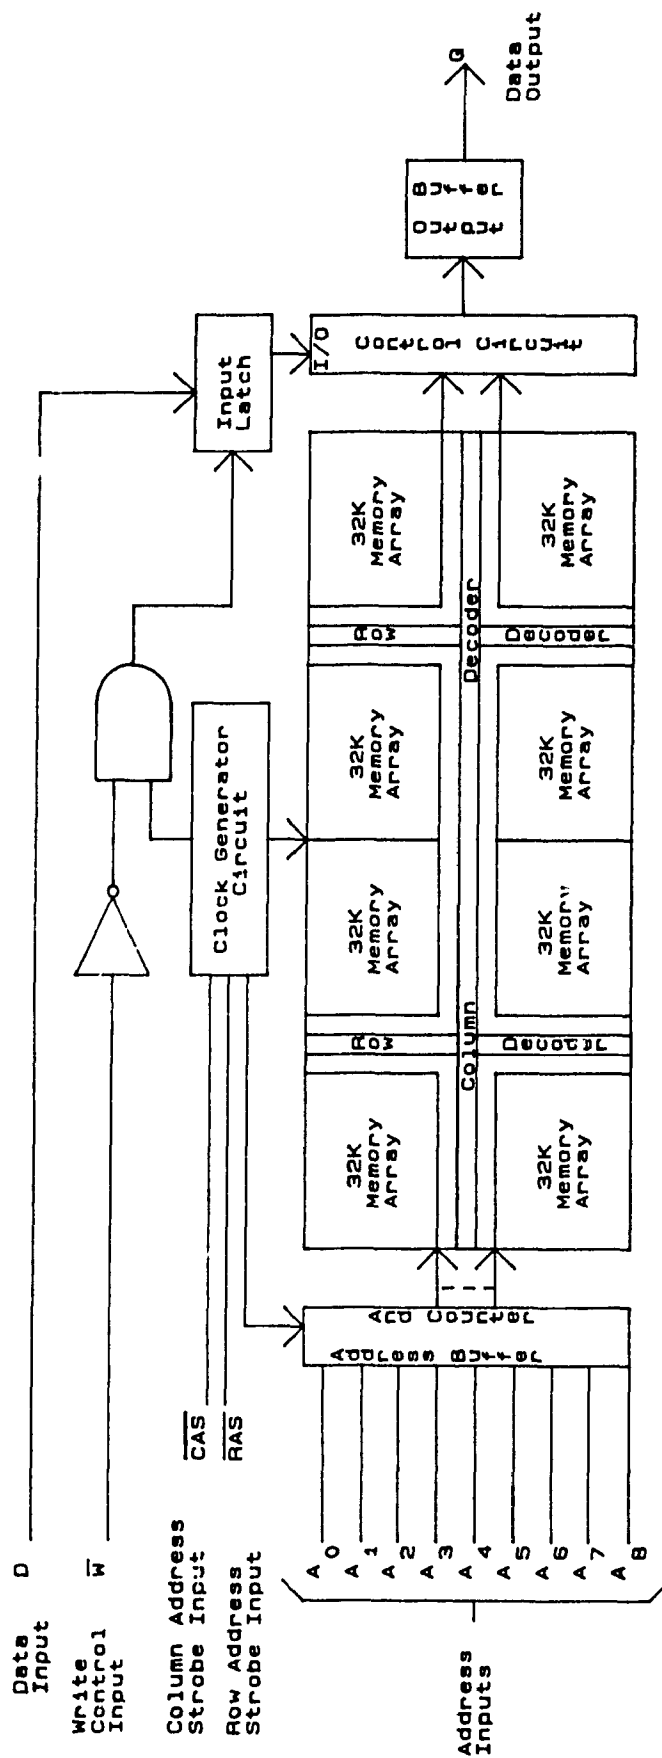 Data
Input
D
Write
Control
Input
W
Column Address
Strobe Input
CAS
Row Address
Strobe Input
RAS
Address
Inputs
A0
A1
A2
A3
A4
A5
A6
A7
A8
Address Buffer
And Counter
Clock Generator
Circuit
Input
Latch
32K
Memory
Array
Row
Decoder
32K
Memory
Array
32K
Memory
Array
Row
Decoder
32K
Memory
Array
Column
Decoder
32K
Memory
Array
32K
Memory
Array
32K
Memory
Array
32K
Memory
Array
I/O
Control Circuit
Output
Buffer
Q
Data
Output